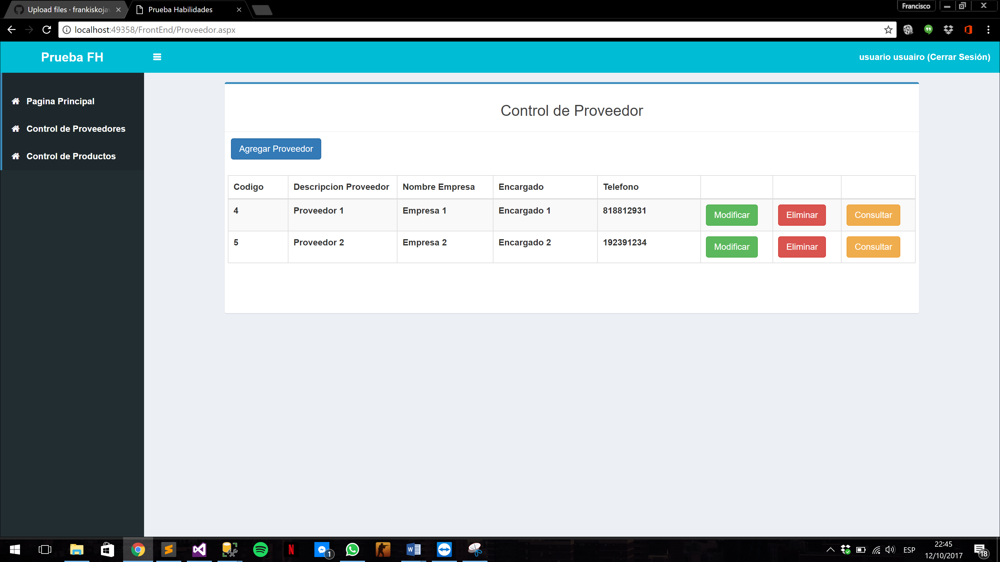 Upload files · frankiskoja
Prueba Habilidades
Francisco
localhost:49358/FrontEnd/Proveedor.aspx
Prueba FH
usuario usuairo (Cerrar Sesión)
Pagina Principal
Control de Proveedores
Control de Productos
Control de Proveedor
Agregar Proveedor
Codigo Descripcion Proveedor Nombre Empresa Encargado Telefono
4 Proveedor 1 Empresa 1 Encargado 1 818812931 Modificar Eliminar Consultar
5 Proveedor 2 Empresa 2 Encargado 2 192391234 Modificar Eliminar Consultar
1
ESP
22:45
12/10/2017
18